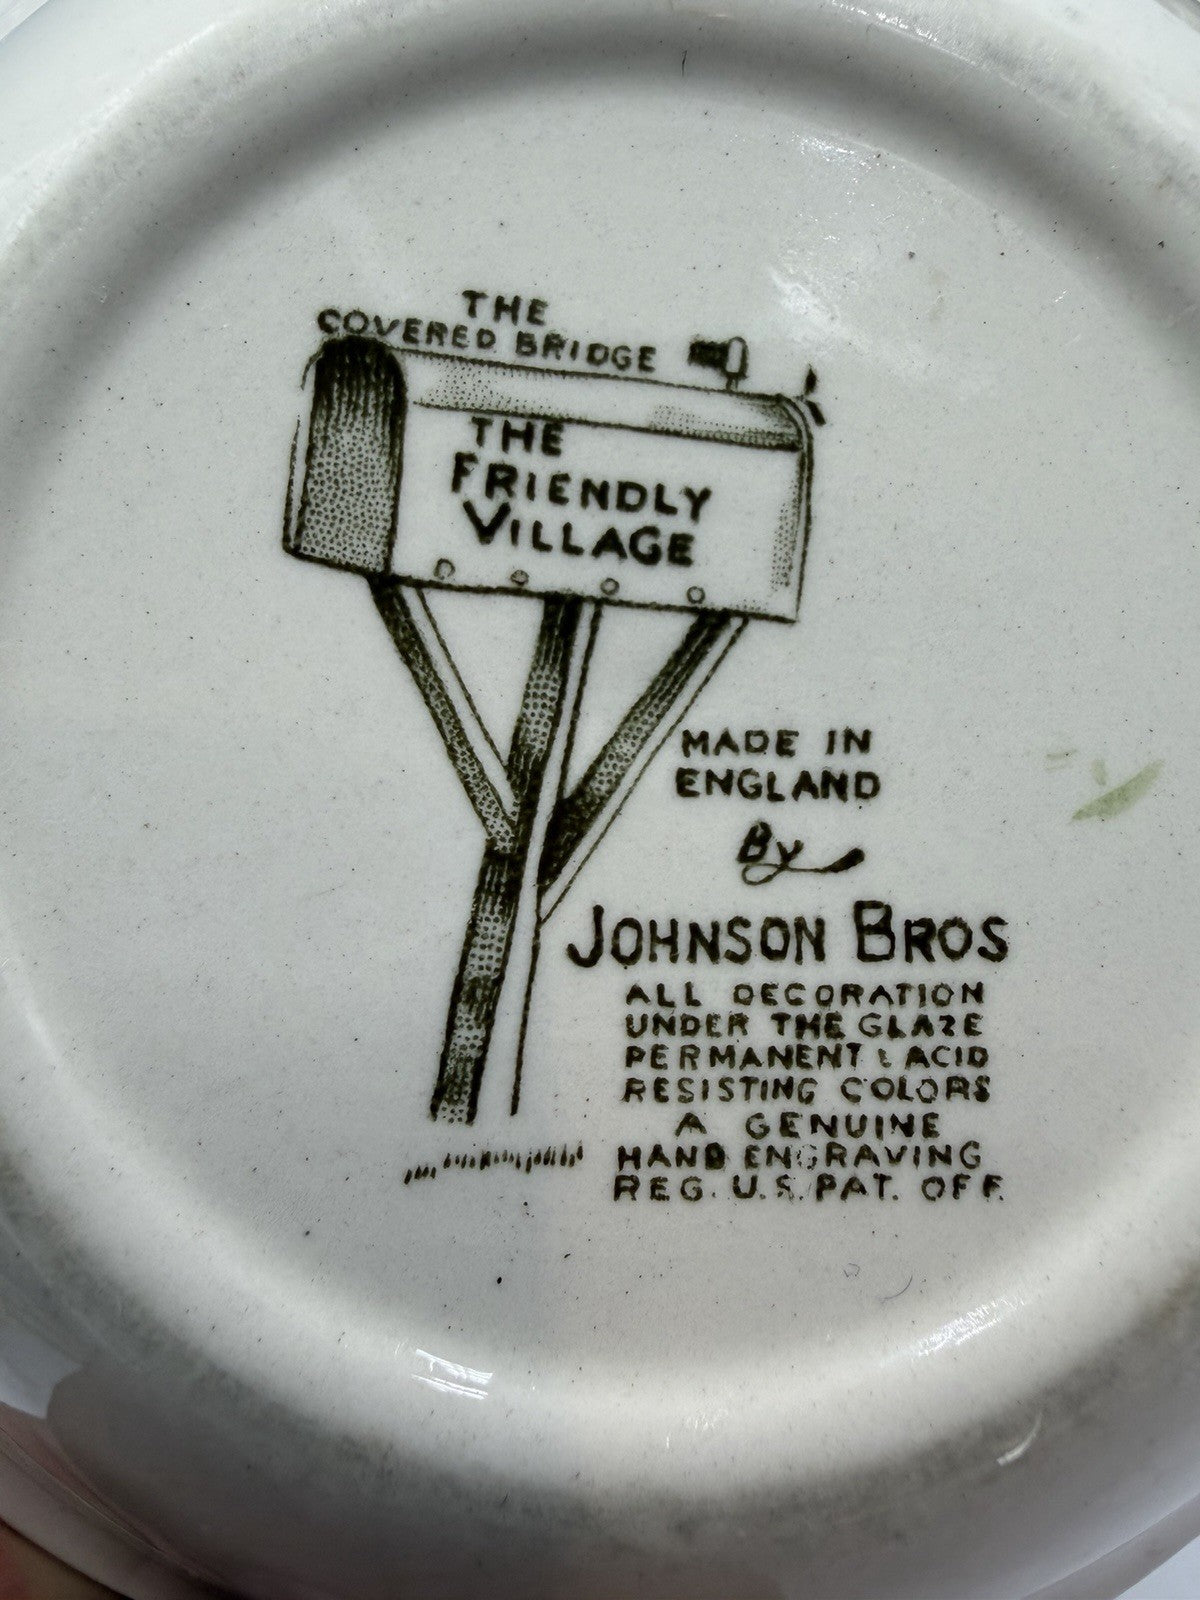 THE
COVERED BRIDGE
THE
FRIENDLY
VILLAGE
MADE IN
ENGLAND
By
JOHNSON BROS
ALL DECORATION
UNDER THE GLAZE
PERMANENT & ACID
RESISTING COLORS
A GENUINE
HAND ENGRAVING
REG. U.S. PAT. OFF.